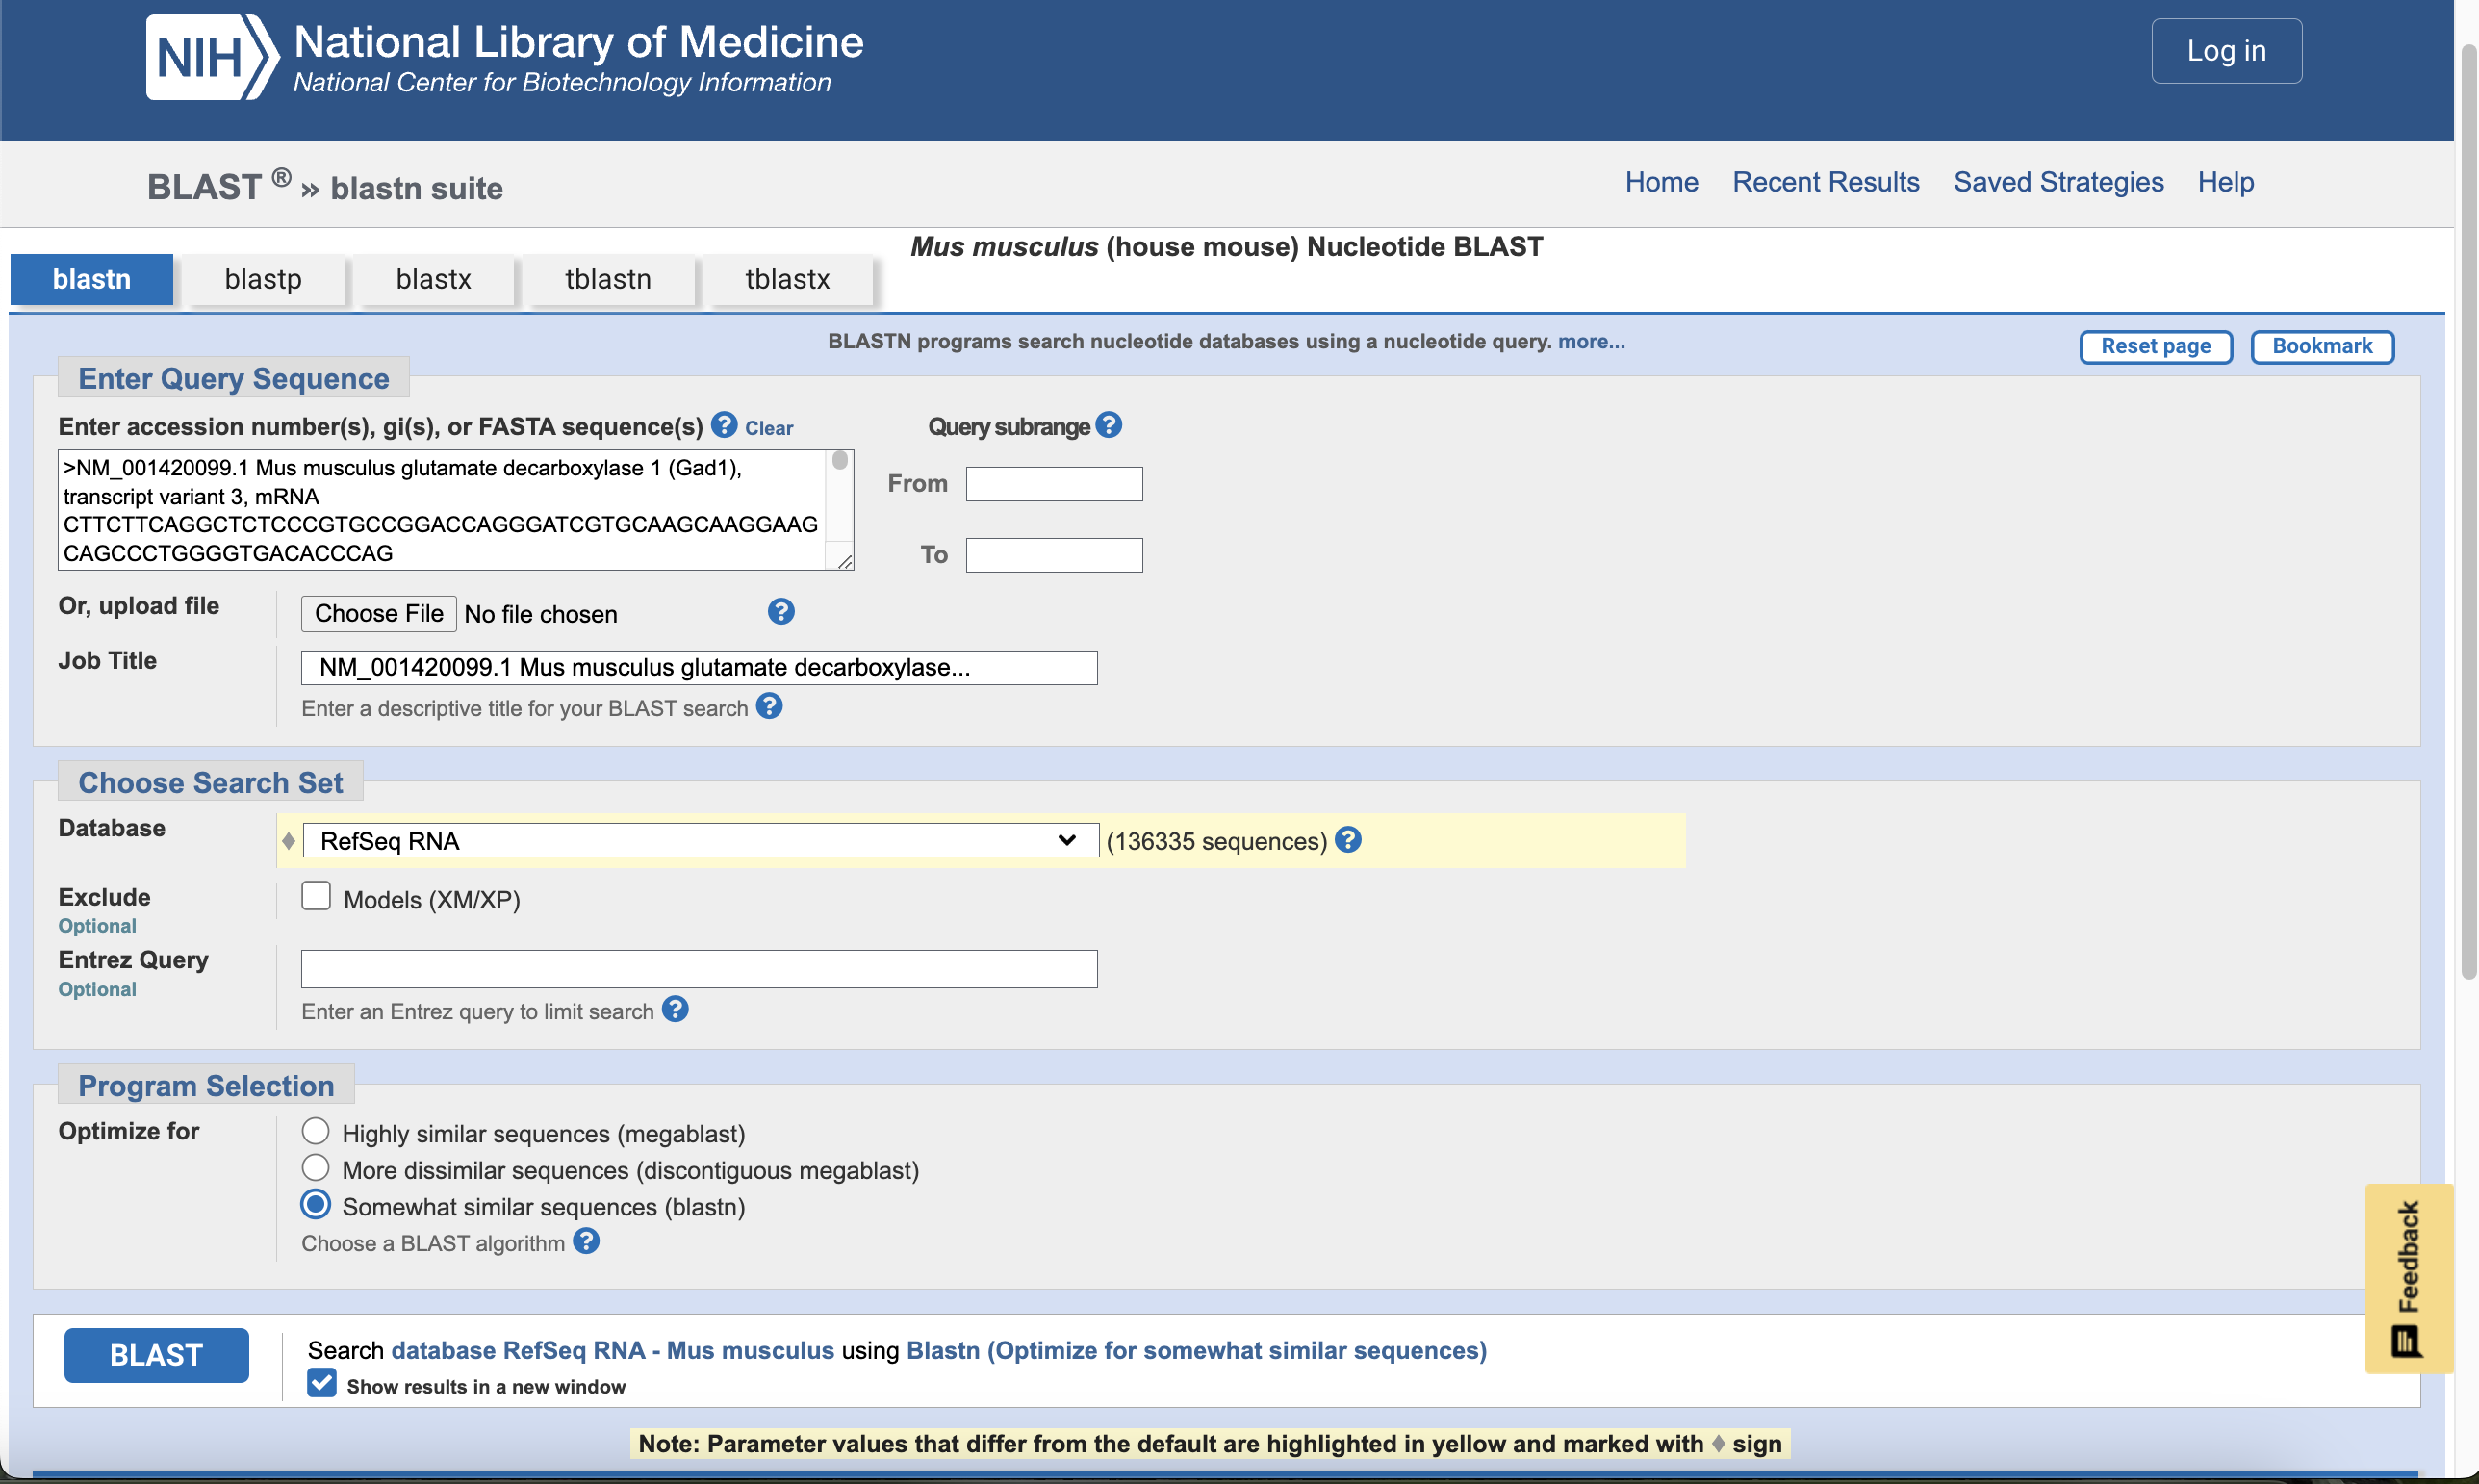 NIH National Library of Medicine
National Center for Biotechnology Information
Log in
BLAST ® » blastn suite
Home Recent Results Saved Strategies Help
Mus musculus (house mouse) Nucleotide BLAST
blastn blastp blastx tblastn tblastx
BLASTN programs search nucleotide databases using a nucleotide query. more...
Reset page Bookmark
Enter Query Sequence
Enter accession number(s), gi(s), or FASTA sequence(s) ? Clear
Query subrange ?
>NM_001420099.1 Mus musculus glutamate decarboxylase 1 (Gad1),
transcript variant 3, mRNA
CTTCTTCAGGCTCTCCCGTGCCGGACCAGGGATCGTGCAAGCAAGGAAG
CAGCCCTGGGGTGACACCCAG
From
To
Or, upload file Choose File No file chosen ?
Job Title NM_001420099.1 Mus musculus glutamate decarboxylase...
Enter a descriptive title for your BLAST search ?
Choose Search Set
Database ♦ RefSeq RNA (136335 sequences) ?
Exclude Models (XM/XP)
Optional
Entrez Query
Optional
Enter an Entrez query to limit search ?
Program Selection
Optimize for Highly similar sequences (megablast)
More dissimilar sequences (discontiguous megablast)
Somewhat similar sequences (blastn)
Choose a BLAST algorithm ?
Feedback
BLAST Search database RefSeq RNA - Mus musculus using Blastn (Optimize for somewhat similar sequences)
Show results in a new window
Note: Parameter values that differ from the default are highlighted in yellow and marked with ♦ sign